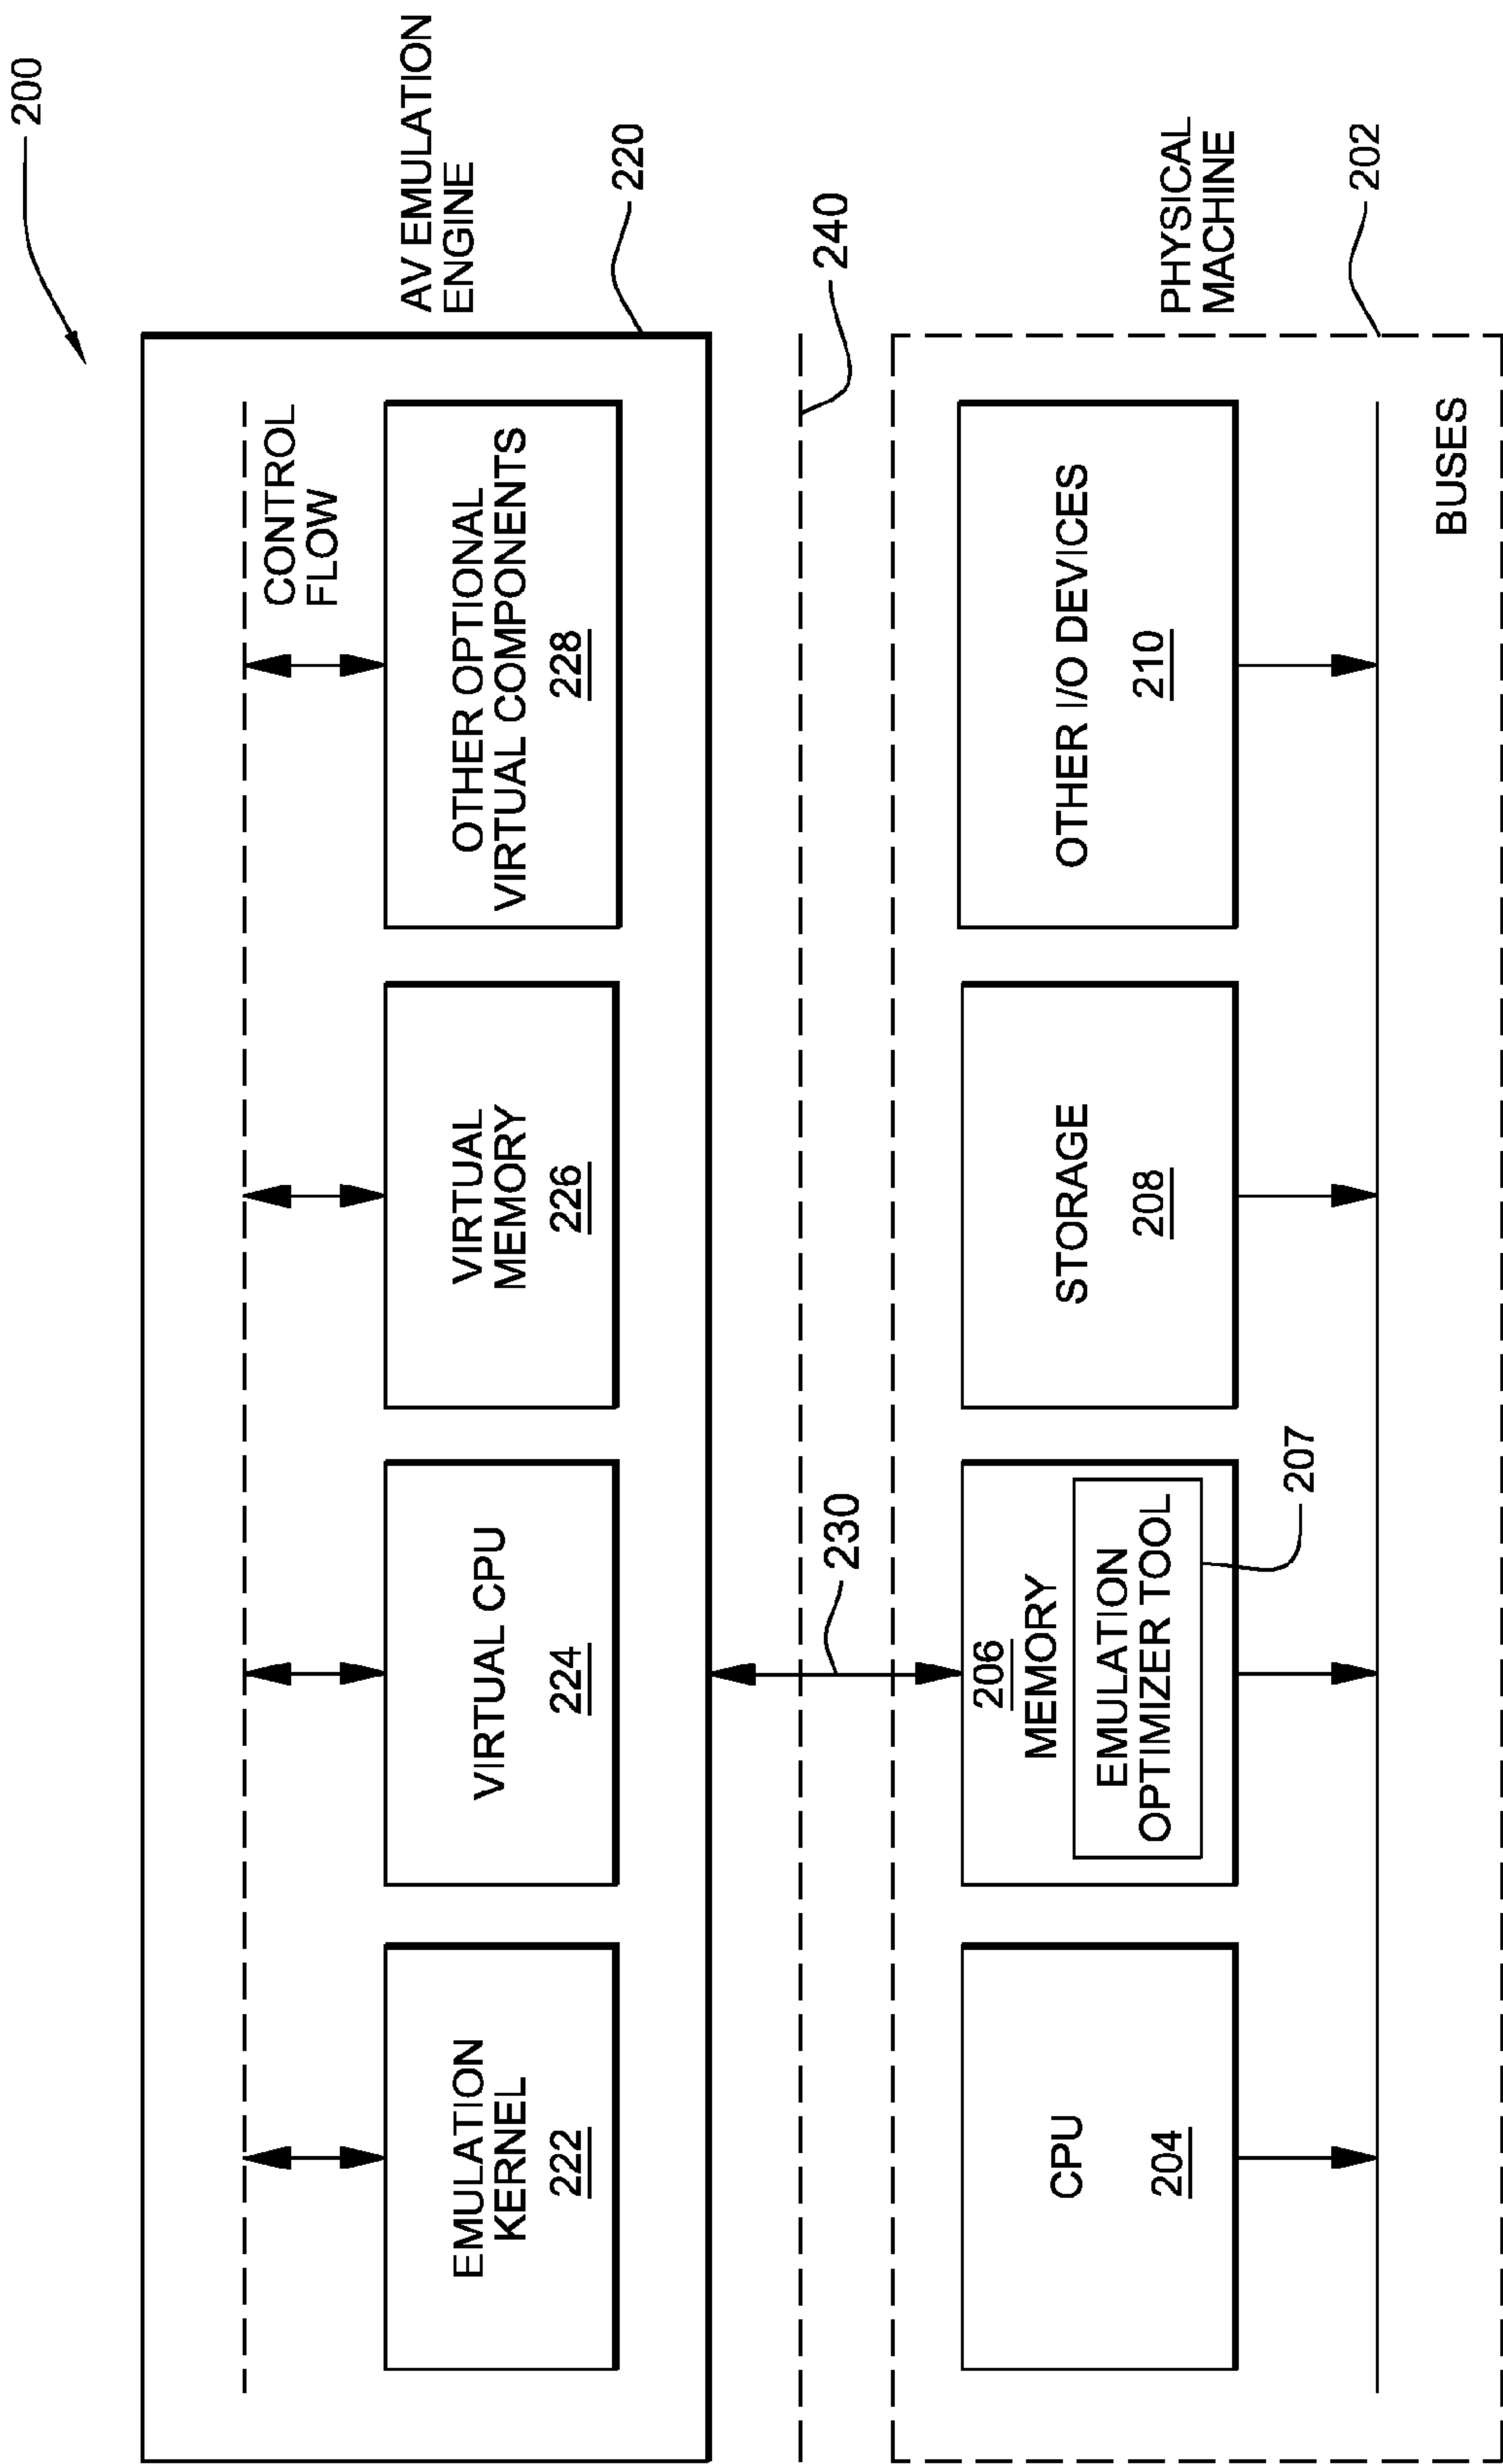 200
AV EMULATION
ENGINE
220
CONTROL
FLOW
EMULATION
KERNEL
222
VIRTUAL CPU
224
VIRTUAL
MEMORY
226
OTHER OPTIONAL
VIRTUAL COMPONENTS
228
230
240
PHYSICAL
MACHINE
202
CPU
204
206
MEMORY
EMULATION
OPTIMIZER TOOL
207
STORAGE
208
OTHER I/O DEVICES
210
BUSES